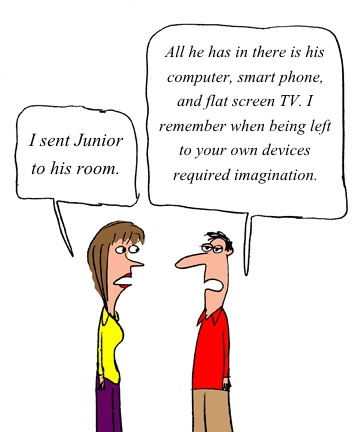 I sent Junior
to his room.
All he has in there is his
computer, smart phone,
and flat screen TV. I
remember when being left
to your own devices
required imagination.